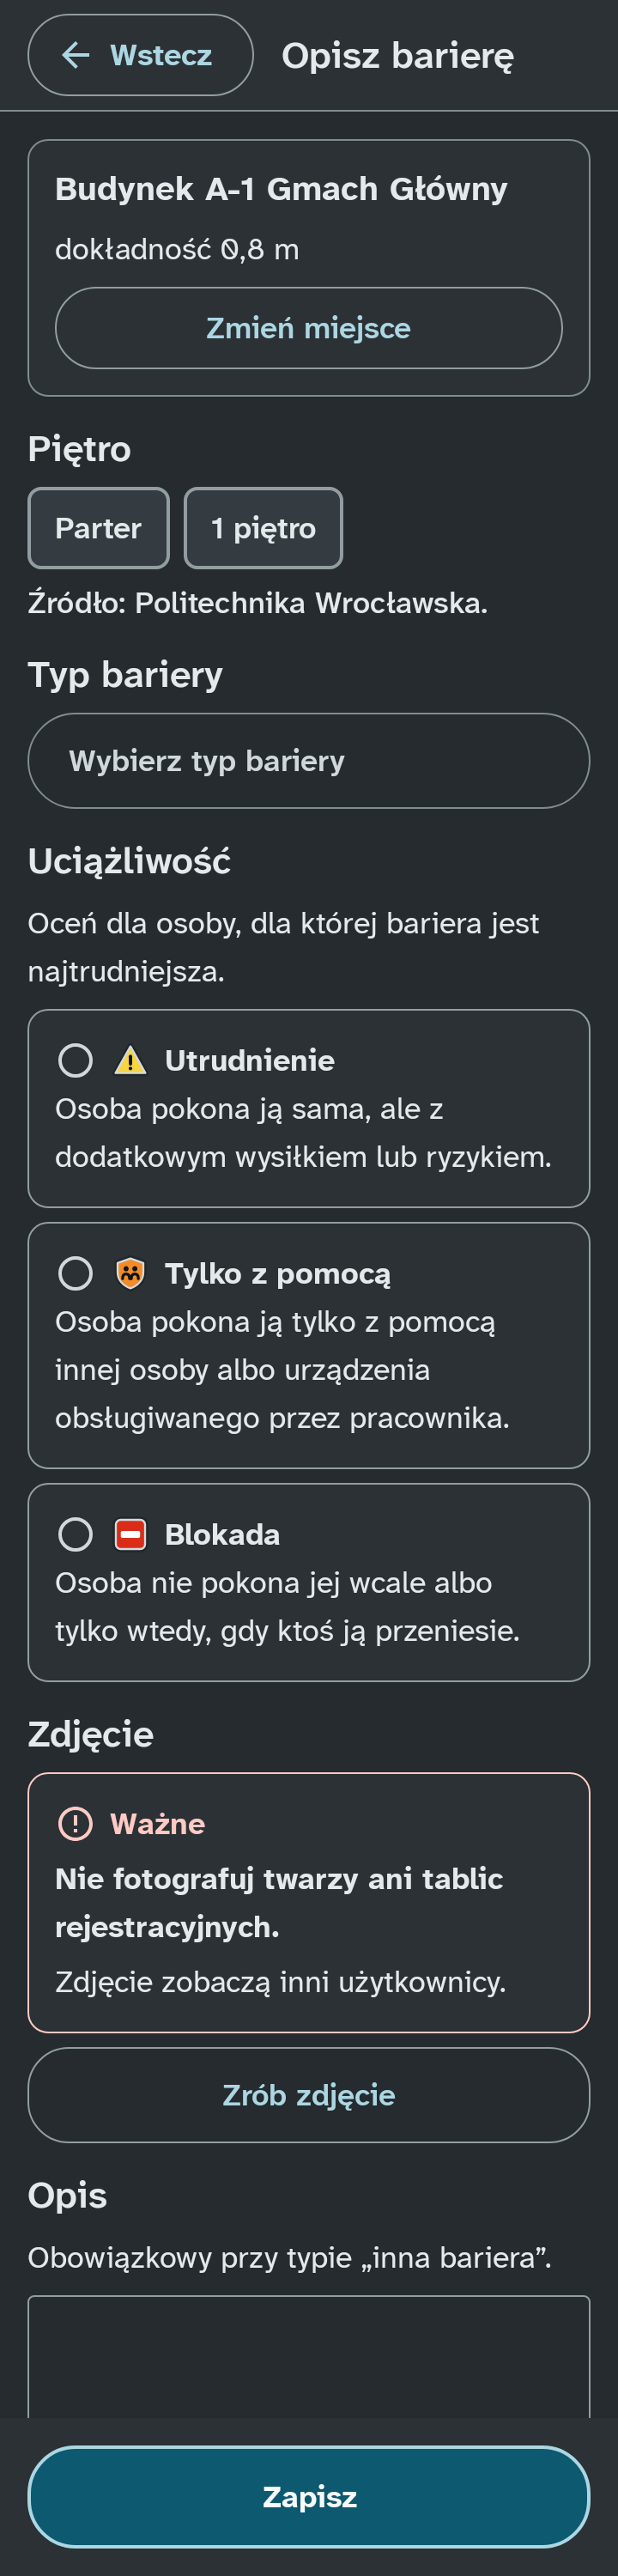 Wstecz
Opisz barierę
Budynek A-1 Gmach Główny
dokładność 0,8 m
Zmień miejsce
Piętro
Parter
1 piętro
Źródło: Politechnika Wrocławska.
Typ bariery
Wybierz typ bariery
Uciążliwość
Oceń dla osoby, dla której bariera jest
najtrudniejsza.
Utrudnienie
Osoba pokona ją sama, ale z
dodatkowym wysiłkiem lub ryzykiem.
Tylko z pomocą
Osoba pokona ją tylko z pomocą
innej osoby albo urządzenia
obsługiwanego przez pracownika.
Blokada
Osoba nie pokona jej wcale albo
tylko wtedy, gdy ktoś ją przeniesie.
Zdjęcie
Ważne
Nie fotografuj twarzy ani tablic
rejestracyjnych.
Zdjęcie zobaczą inni użytkownicy.
Zrób zdjęcie
Opis
Obowiązkowy przy typie „inna bariera”.
Zapisz